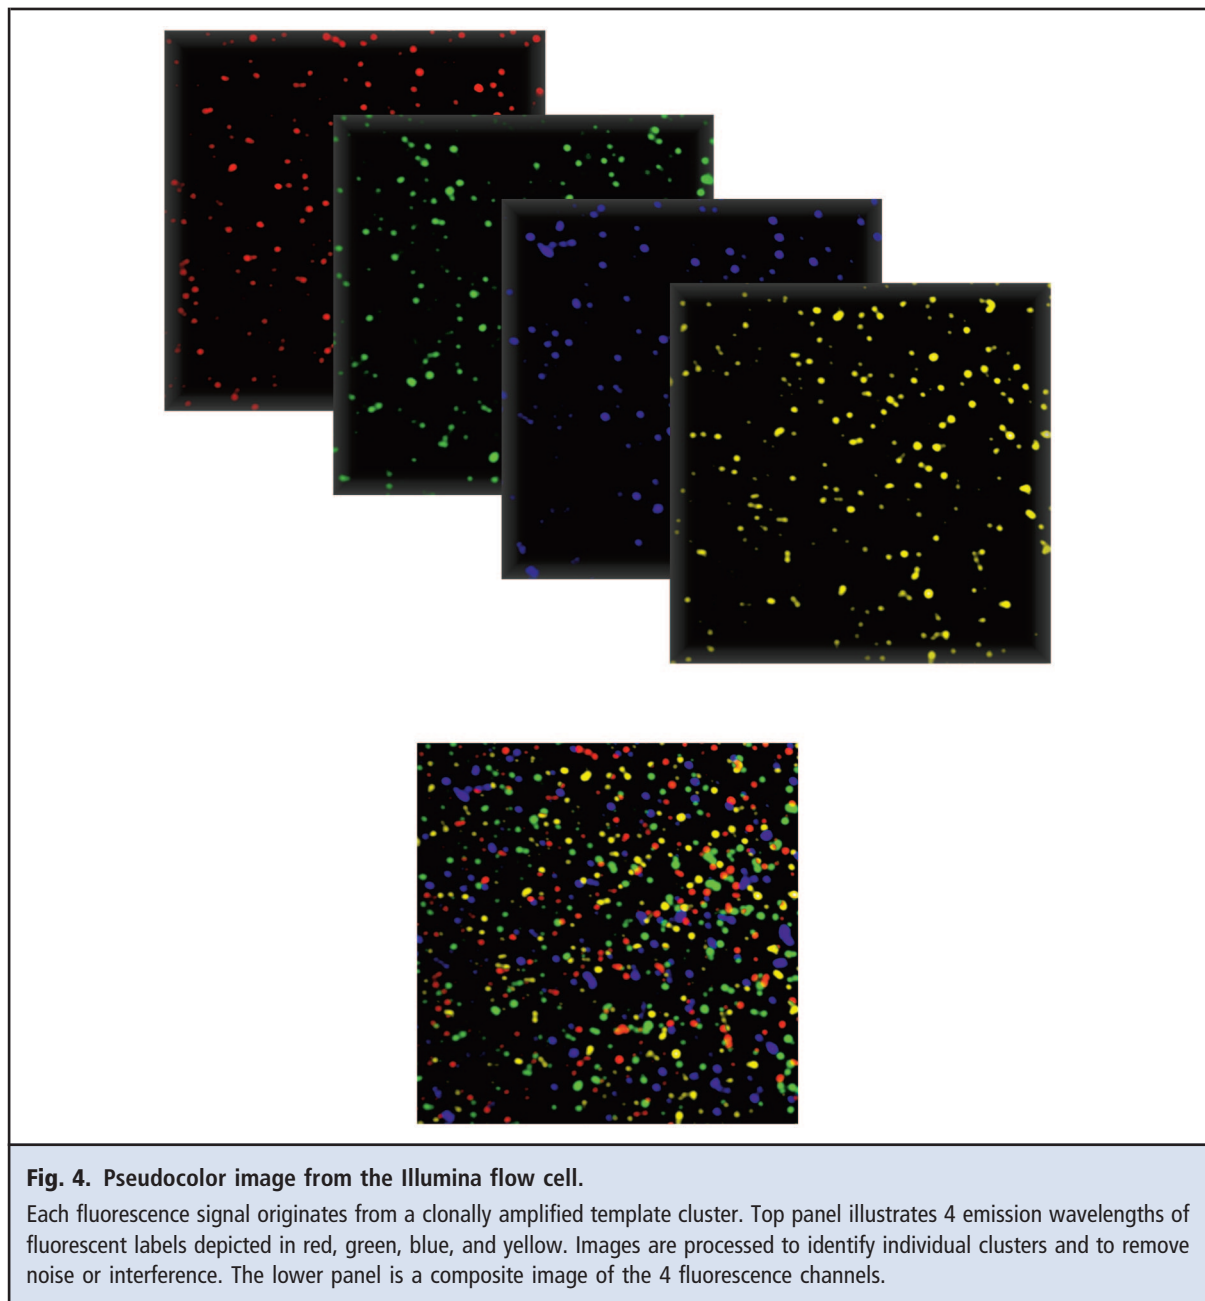 Fig. 4. Pseudocolor image from the Illumina flow cell.
Each fluorescence signal originates from a clonally amplified template cluster. Top panel illustrates 4 emission wavelengths of
fluorescent labels depicted in red, green, blue, and yellow. Images are processed to identify individual clusters and to remove
noise or interference. The lower panel is a composite image of the 4 fluorescence channels.